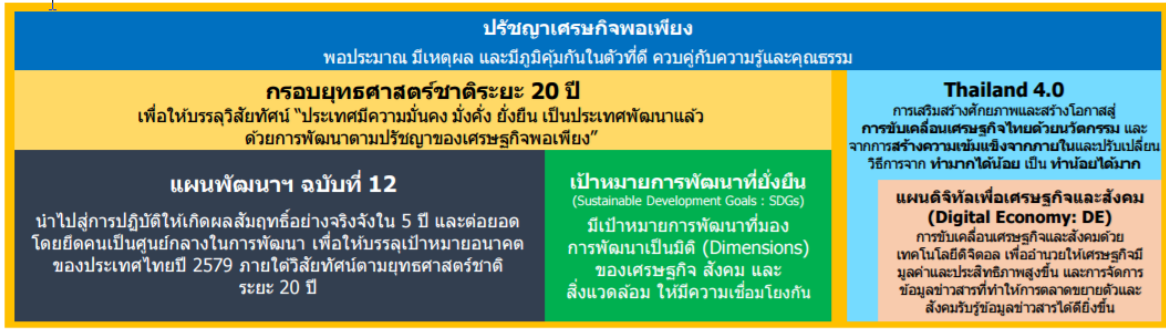 ปรัชญาเศรษกิจพอเพียง
พอประมาณ มีเหตุผล และมีภูมิคุ้มกันในตัวที่ดี ควบคู่กับความรู้และคุณธรรม
กรอบยุทธศาสตร์ชาติระยะ 20 ปี
เพื่อให้บรรลุวิสัยทัศน์ “ประเทศมีความมั่นคง มั่งคั่ง ยั่งยืน เป็นประเทศพัฒนาแล้ว
ด้วยการพัฒนาตามปรัชญาของเศรษฐกิจพอเพียง”
แผนพัฒนาฯ ฉบับที่ 12
นำไปสู่การปฏิบัติให้เกิดผลสัมฤทธิ์อย่างจริงจังใน 5 ปี และต่อยอด
โดยยึดคนเป็นศูนย์กลางในการพัฒนา เพื่อให้บรรลุเป้าหมายอนาคต
ของประเทศไทยปี 2579 ภายใต้วิสัยทัศน์ตามยุทธศาสตร์ชาติ
ระยะ 20 ปี
เป้าหมายการพัฒนาที่ยั่งยืน
(Sustainable Development Goals : SDGs)
มีเป้าหมายการพัฒนาที่มอง
การพัฒนาเป็นมิติ (Dimensions)
ของเศรษฐกิจ สังคม และ
สิ่งแวดล้อม ให้มีความเชื่อมโยงกัน
Thailand 4.0
การเสริมสร้างศักยภาพและสร้างโอกาสสู่
การขับเคลื่อนเศรษฐกิจไทยด้วยนวัตกรรม และ
จากการสร้างความเข้มแข็งจากภายในและปรับเปลี่ยน
วิธีการจาก ทำมากได้น้อย เป็น ทำน้อยได้มาก
แผนดิจิทัลเพื่อเศรษฐกิจและสังคม
(Digital Economy: DE)
การขับเคลื่อนเศรษฐกิจและสังคมด้วย
เทคโนโลยีดิจิตอล เพื่ออำนวยให้เศรษฐกิจมี
มูลค่าและประสิทธิภาพสูงขึ้น และการจัดการ
ข้อมูลข่าวสารที่ทำให้การตลาดขยายตัวและ
สังคมรับรู้ข้อมูลข่าวสารได้ดียิ่งขึ้น